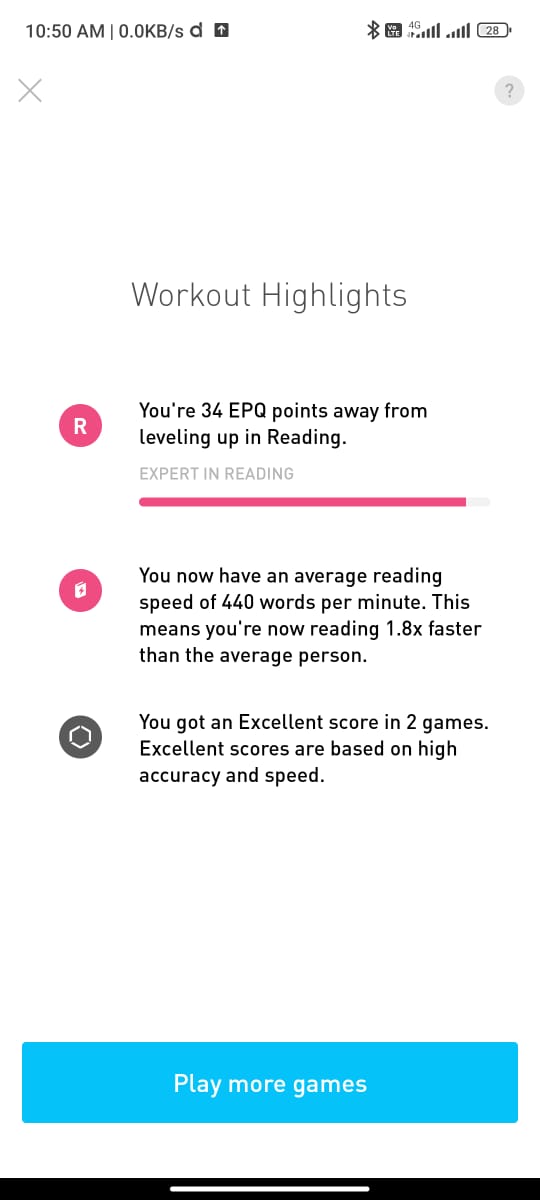 10:50 AM | 0.0KB/s d
Vo LTE 4G 28
?
Workout Highlights
R
You're 34 EPQ points away from
leveling up in Reading.
EXPERT IN READING
You now have an average reading
speed of 440 words per minute. This
means you're now reading 1.8x faster
than the average person.
You got an Excellent score in 2 games.
Excellent scores are based on high
accuracy and speed.
Play more games